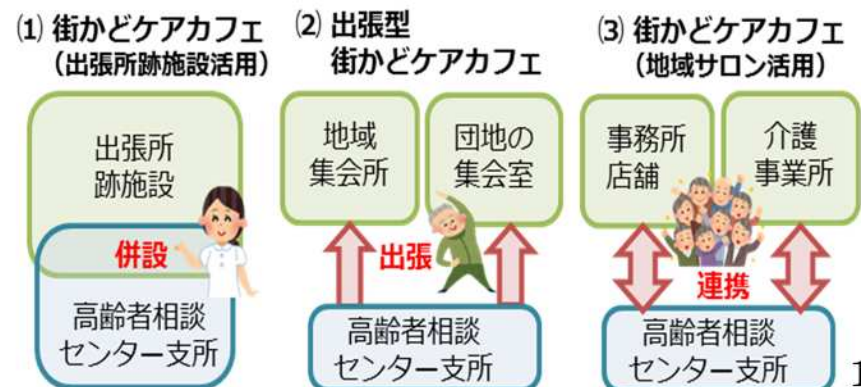 ⑴ 街かどケアカフェ
（出張所跡施設活用）
出張所
跡施設
併設
高齢者相談
センター支所
⑵ 出張型
街かどケアカフェ
地域
集会所
団地の
集会室
出張
高齢者相談
センター支所
⑶ 街かどケアカフェ
（地域サロン活用）
事務所
店舗
介護
事業所
連携
高齢者相談
センター支所